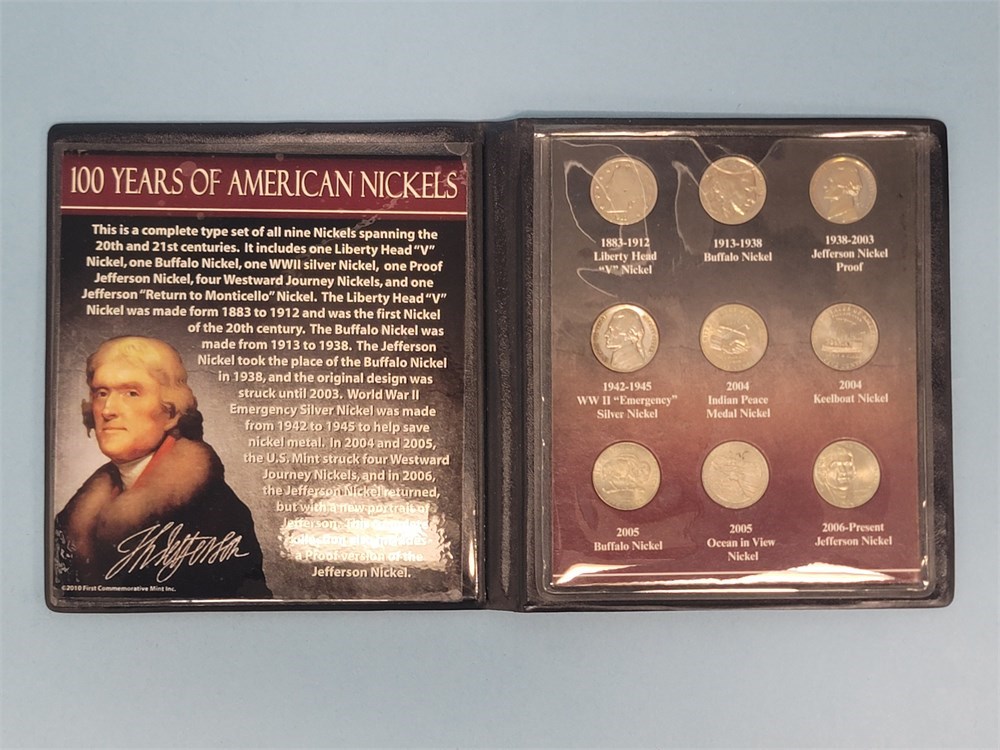 100 YEARS OF AMERICAN NICKELS
This is a complete type set of all nine Nickels spanning the
20th and 21st centuries. It includes one Liberty Head "V"
Nickel, one Buffalo Nickel, one WWII silver Nickel, one Proof
Jefferson Nickel, four Westward Journey Nickels, and one
Jefferson "Return to Monticello" Nickel. The Liberty Head "V"
Nickel was made form 1883 to 1912 and was the first Nickel
of the 20th century. The Buffalo Nickel was
made from 1913 to 1938. The Jefferson
Nickel took the place of the Buffalo Nickel
in 1938, and the original design was
struck until 2003. World War II
Emergency Silver Nickel was made
from 1942 to 1945 to help save
nickel metal. In 2004 and 2005,
the U.S. Mint struck four Westward
Journey Nickels, and in 2006,
the Jefferson Nickel returned,
but with a new portrait of
Jefferson. This complete
collection also includes
a Proof version of the
Jefferson Nickel.
Th Jefferson
©2010 First Commemorative Mint Inc.
1883-1912
Liberty Head
"V" Nickel
1913-1938
Buffalo Nickel
1938-2003
Jefferson Nickel
Proof
1942-1945
WW II "Emergency"
Silver Nickel
2004
Indian Peace
Medal Nickel
2004
Keelboat Nickel
2005
Buffalo Nickel
2005
Ocean in View
Nickel
2006-Present
Jefferson Nickel